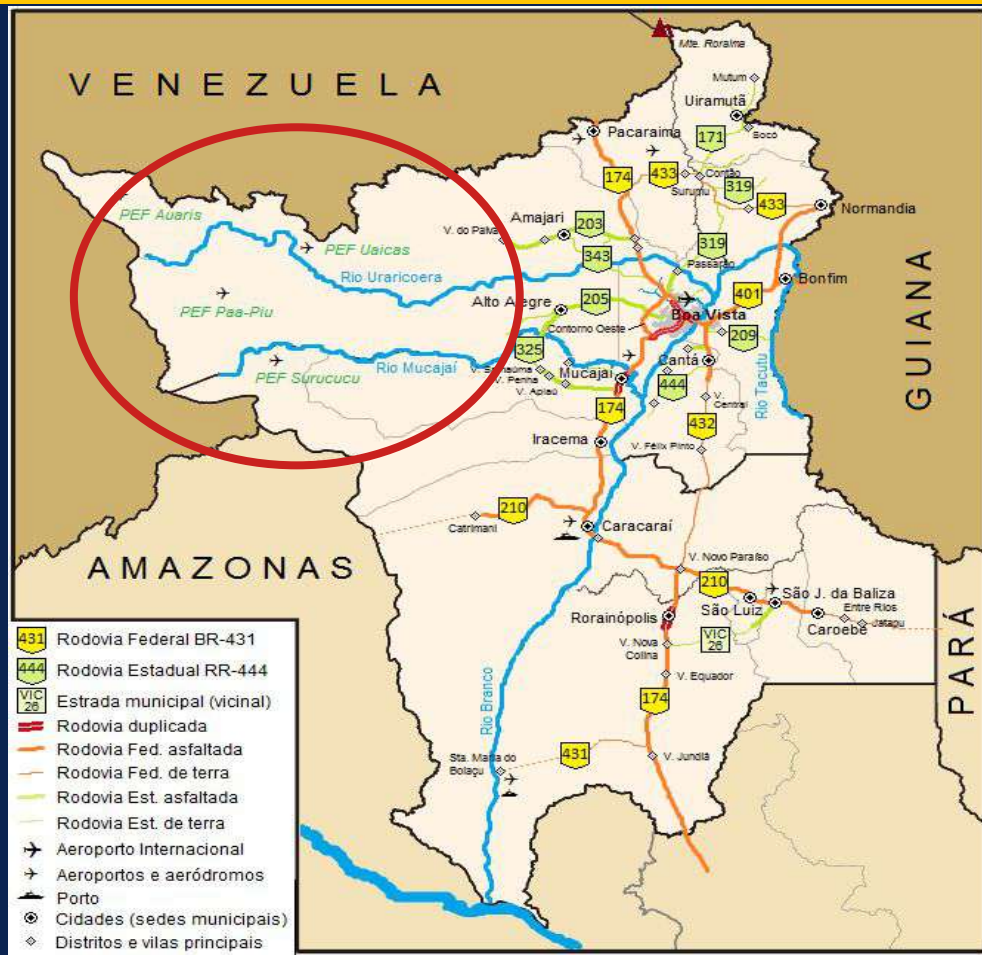 VENEZUELA
Mte. Roraima
Mutum
Uiramutã
Soco
171
Pacaraima
174
433
Surumu
Contão
319
433
Normandia
PEF Auaris
PEF Uaicas
V. do Paiva
Amajari
203
343
319
Passarão
Rio Uraricoera
Bonfim
401
Alto Alegre
205
Boa Vista
Contorno Oeste
209
PEF Paa-Piu
325
Rio Mucajaí
PEF Surucucu
V. Penha
V. Apiaú
Mucajaí
Cantá
444
Rio Tacutu
GUIANA
174
V. Central
432
Iracema
V. Félix Pinto
210
Catrimani
Caracaraí
AMAZONAS
V. Novo Paraíso
210
São J. da Baliza
São Luiz
Entre Rios
Jatapu
Caroebe
Rorainópolis
V. Nova Colina
VIC 26
PARÁ
V. Equador
174
Rio Branco
431
V. Jundiá
Sta. Maria do Boiaçu
431 Rodovia Federal BR-431
444 Rodovia Estadual RR-444
VIC 26 Estrada municipal (vicinal)
Rodovia duplicada
Rodovia Fed. asfaltada
Rodovia Fed. de terra
Rodovia Est. asfaltada
Rodovia Est. de terra
Aeroporto Internacional
Aeroportos e aeródromos
Porto
Cidades (sedes municipais)
Distritos e vilas principais